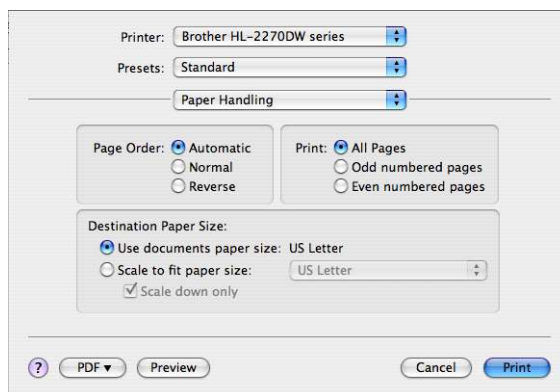 Printer: Brother HL-2270DW series
Presets: Standard
Paper Handling
Page Order: Automatic
Normal
Reverse
Print: All Pages
Odd numbered pages
Even numbered pages
Destination Paper Size:
Use documents paper size: US Letter
Scale to fit paper size: US Letter
Scale down only
? PDF ▼ Preview Cancel Print